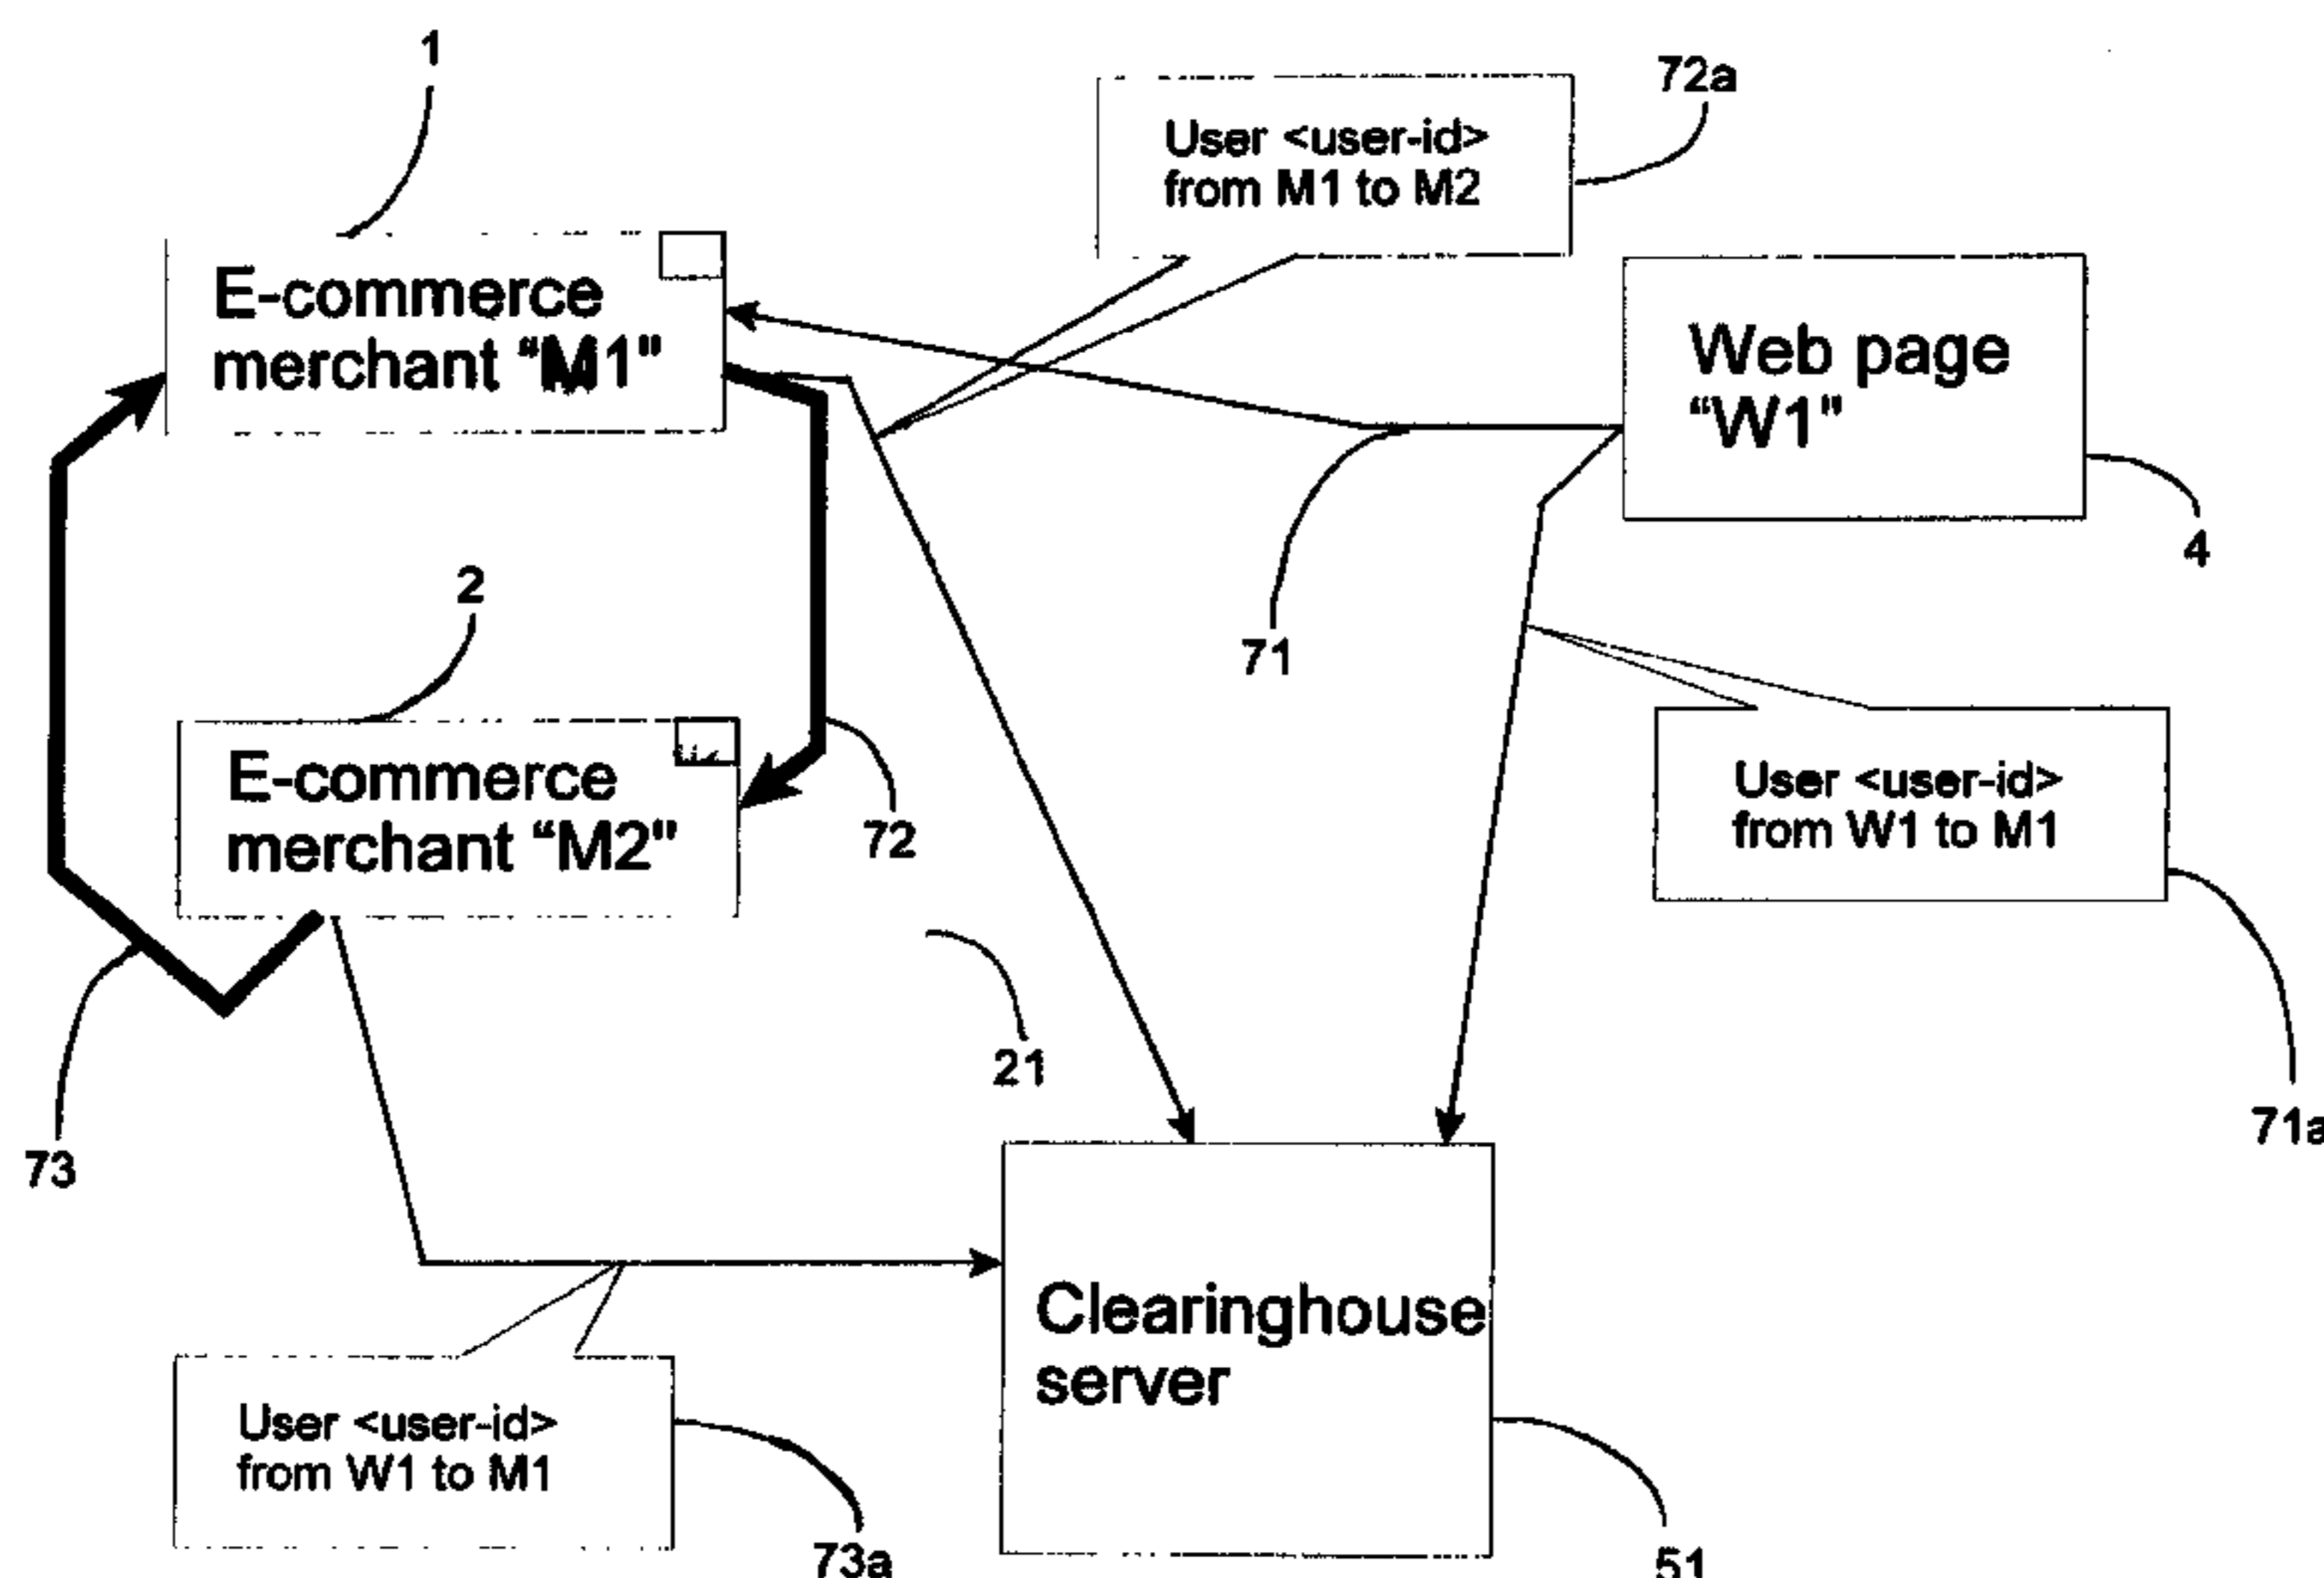 1
72a
User <user-id>
from M1 to M2
E-commerce
merchant “M1"
Web page
“W1"
4
2
71
E-commerce
merchant “M2"
72
User <user-id>
from W1 to M1
21
71a
73
Clearinghouse
server
User <user-id>
from W1 to M1
73a
51